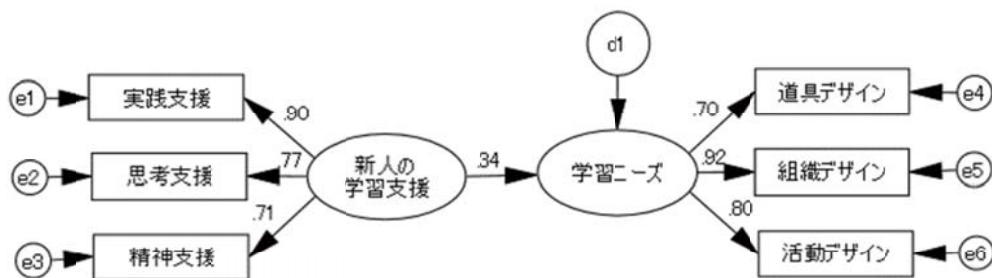 d1
e1
実践支援
.90
.70
道具デザイン
e4
e2
思考支援
.77
新人の
学習支援
.34
学習ニーズ
.92
組織デザイン
e5
.71
.80
e3
精神支援
活動デザイン
e6